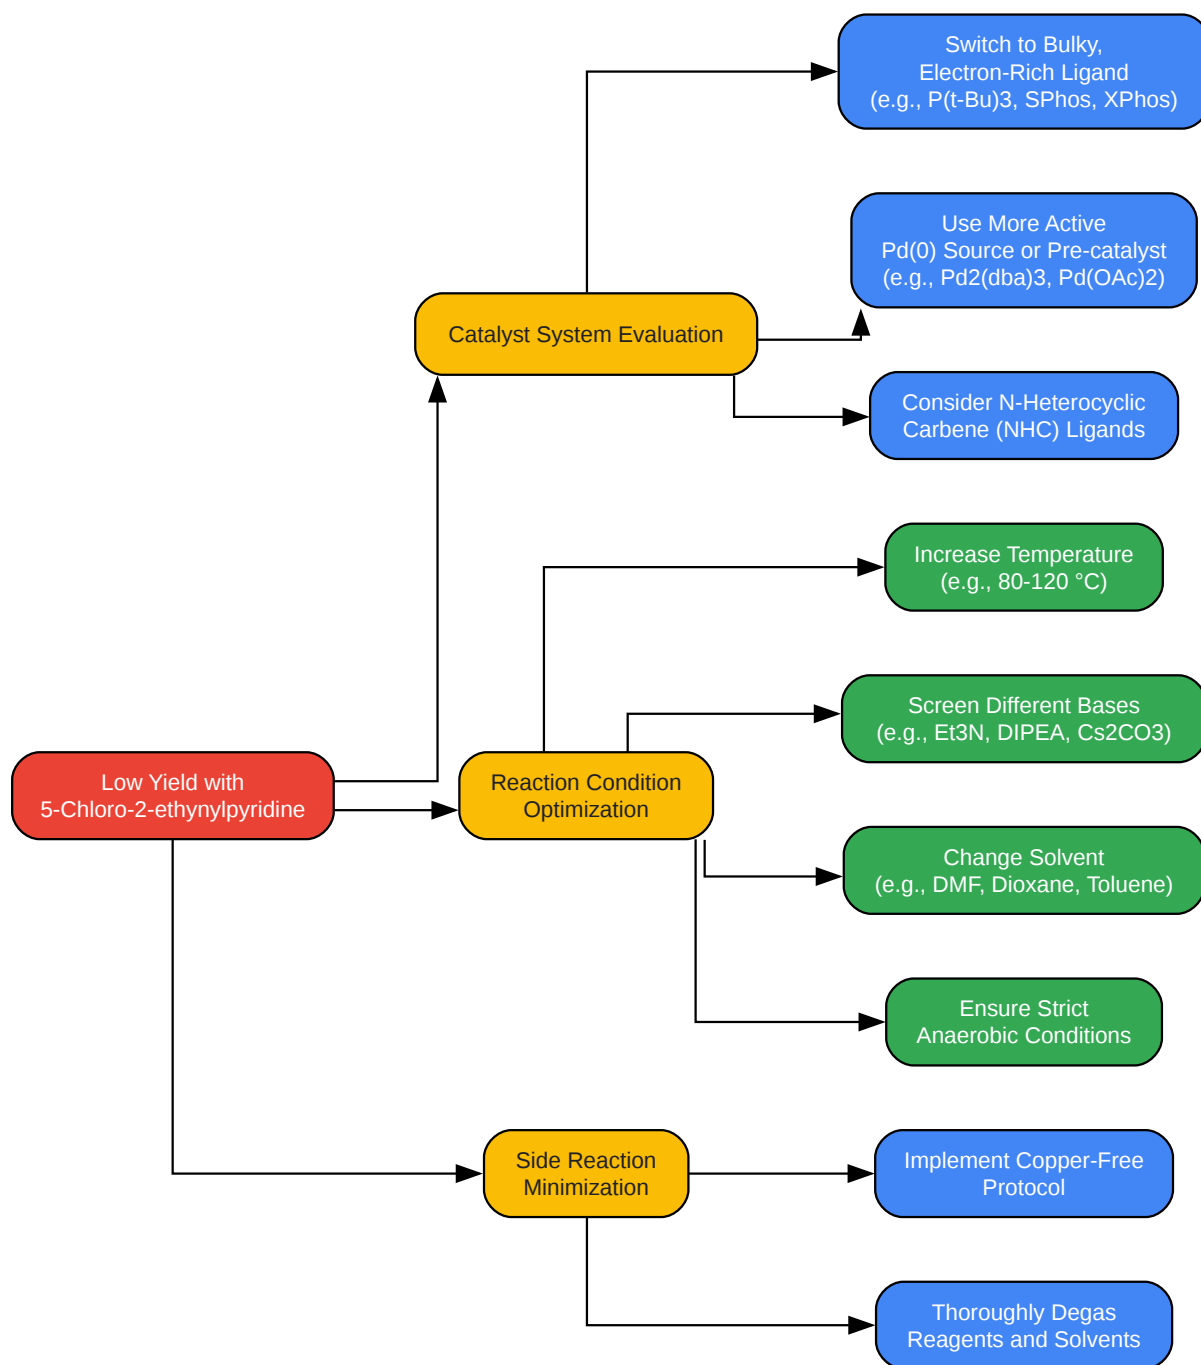 Switch to Bulky,
Electron-Rich Ligand
(e.g., P(t-Bu)3, SPhos, XPhos)
Use More Active
Pd(0) Source or Pre-catalyst
(e.g., Pd2(dba)3, Pd(OAc)2)
Catalyst System Evaluation
Consider N-Heterocyclic
Carbene (NHC) Ligands
Increase Temperature
(e.g., 80-120 °C)
Screen Different Bases
(e.g., Et3N, DIPEA, Cs2CO3)
Low Yield with
5-Chloro-2-ethynylpyridine
Reaction Condition
Optimization
Change Solvent
(e.g., DMF, Dioxane, Toluene)
Ensure Strict
Anaerobic Conditions
Side Reaction
Minimization
Implement Copper-Free
Protocol
Thoroughly Degas
Reagents and Solvents